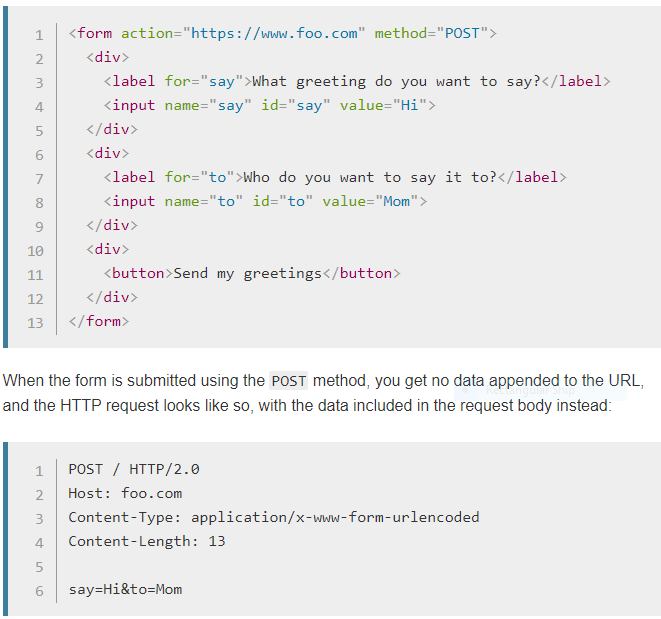 1 <form action="https://www.foo.com" method="POST">
2 <div>
3 <label for="say">What greeting do you want to say?</label>
4 <input name="say" id="say" value="Hi">
5 </div>
6 <div>
7 <label for="to">Who do you want to say it to?</label>
8 <input name="to" id="to" value="Mom">
9 </div>
10 <div>
11 <button>Send my greetings</button>
12 </div>
13 </form>
When the form is submitted using the POST method, you get no data appended to the URL,
and the HTTP request looks like so, with the data included in the request body instead:
1 POST / HTTP/2.0
2 Host: foo.com
3 Content-Type: application/x-www-form-urlencoded
4 Content-Length: 13
5
6 say=Hi&to=Mom